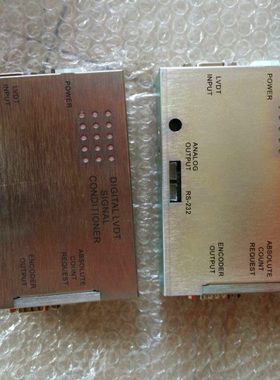 LVDT
INPUT
POWER
DIGITAL LVDT
SIGNAL
CONDITIONER
ENCODER
OUTPUT
ABSOLUTE
COUNT
REQUEST
LVDT
INPUT
POWER
ANALOG
OUTPUT
RS-232
ENCODER
OUTPUT
ABSOLUTE
COUNT
REQUEST